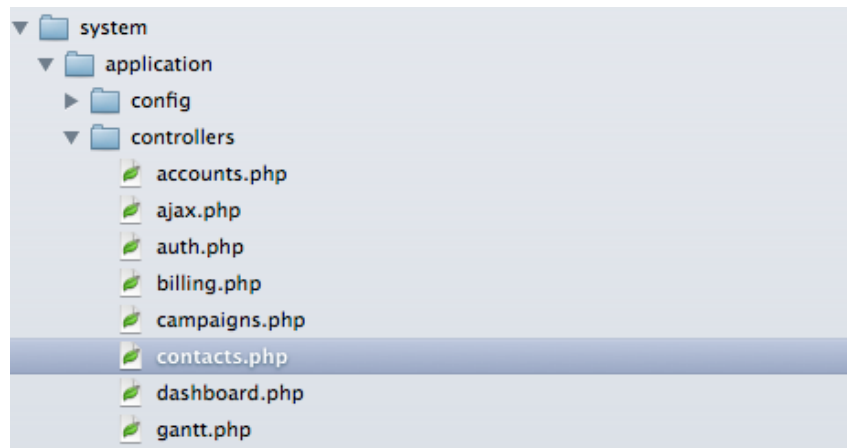 system
application
config
controllers
accounts.php
ajax.php
auth.php
billing.php
campaigns.php
contacts.php
dashboard.php
gantt.php